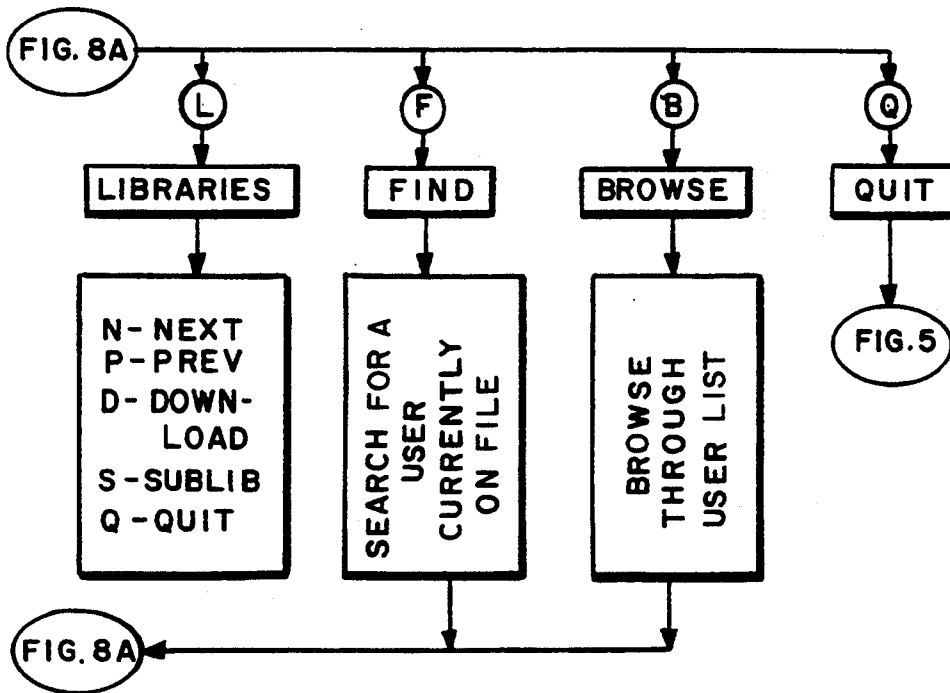 FIG. 8A
L
F
B
Q
LIBRARIES
FIND
BROWSE
QUIT
N-NEXT
P-PREV
D-DOWN-
LOAD
S-SUBLIB
Q-QUIT
SEARCH FOR A
USER
CURRENTLY
ON FILE
BROWSE
THROUGH
USER LIST
FIG.5
FIG. 8A